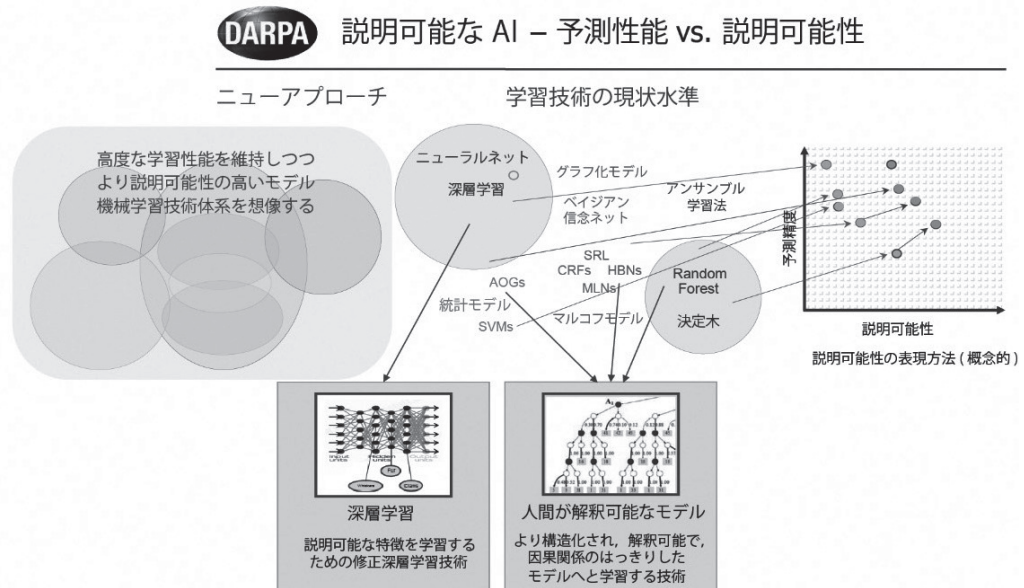 DARPA 説明可能な AI – 予測性能 vs. 説明可能性
ニューアプローチ
学習技術の現状水準
高度な学習性能を維持しつつ
より説明可能性の高いモデル
機械学習技術体系を想像する
ニューラルネット
深層学習
グラフ化モデル
アンサンブル
学習法
ベイジアン
信念ネット
SRL
CRFs HBNs
MLNs
AOGs
統計モデル
SVMs
マルコフモデル
Random
Forest
決定木
予測精度
説明可能性
説明可能性の表現方法 ( 概念的 )
Input
units
Hidden
units
Output
units
Fur
深層学習
説明可能な特徴を学習する
ための修正深層学習技術
人間が解釈可能なモデル
より構造化され，解釈可能で，
因果関係のはっきりした
モデルへと学習する技術